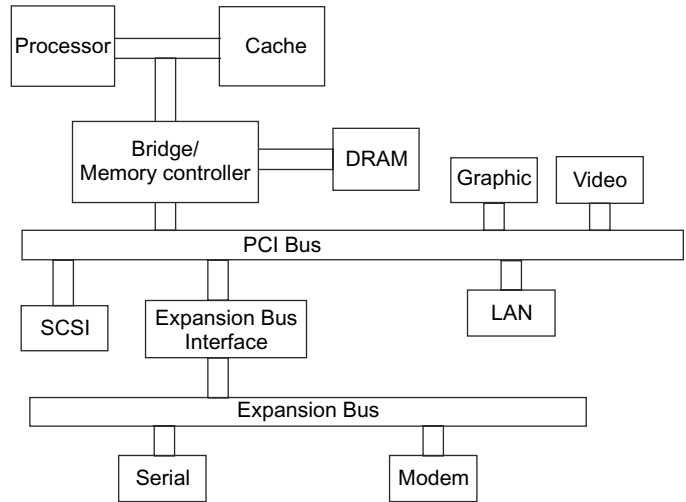 Processor
Cache
Bridge/
Memory controller
DRAM
Graphic
Video
PCI Bus
SCSI
Expansion Bus
Interface
LAN
Expansion Bus
Serial
Modem